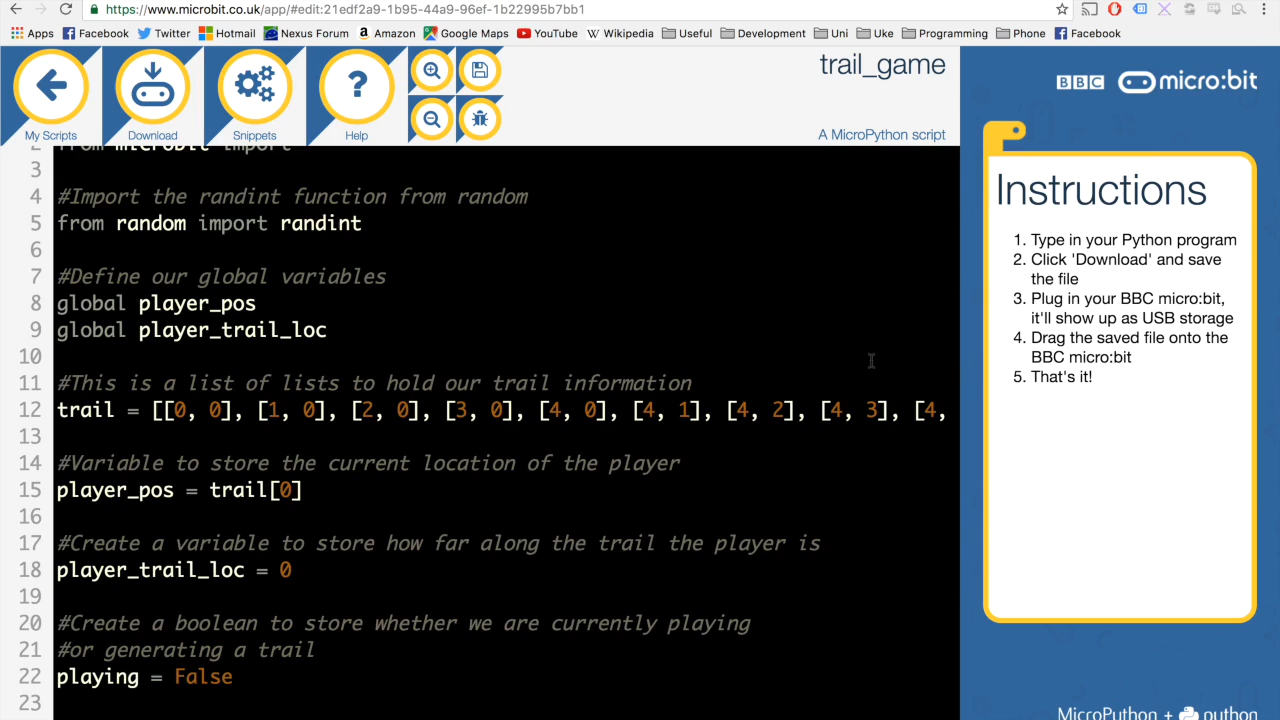 https://www.microbit.co.uk/app/#edit:21edf2a9-1b95-44a9-96ef-1b22995b7bb1
Apps Facebook Twitter Hotmail Nexus Forum Amazon Google Maps YouTube Wikipedia Useful Development Uni Uke Programming Phone Facebook
My Scripts
Download
Snippets
?
Help
trail_game
A MicroPython script
2 from microbit import
3
4 #Import the randint function from random
5 from random import randint
6
7 #Define our global variables
8 global player_pos
9 global player_trail_loc
10
11 #This is a list of lists to hold our trail information
12 trail = [[0, 0], [1, 0], [2, 0], [3, 0], [4, 0], [4, 1], [4, 2], [4, 3], [4,
13
14 #Variable to store the current location of the player
15 player_pos = trail[0]
16
17 #Create a variable to store how far along the trail the player is
18 player_trail_loc = 0
19
20 #Create a boolean to store whether we are currently playing
21 #or generating a trail
22 playing = False
23
BBC micro:bit
Instructions
1. Type in your Python program
2. Click 'Download' and save
the file
3. Plug in your BBC micro:bit,
it'll show up as USB storage
4. Drag the saved file onto the
BBC micro:bit
5. That's it!
MicroPython + python